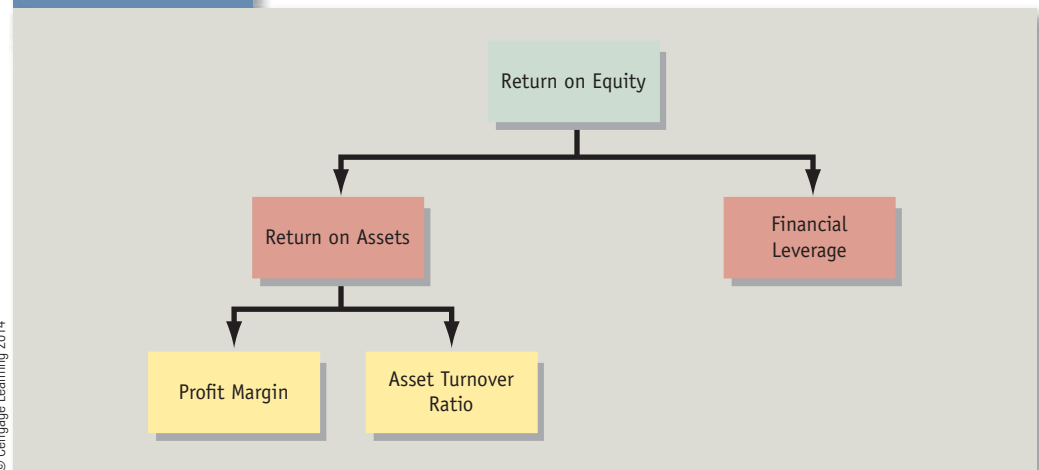 Return on Equity
Return on Assets
Financial
Leverage
Profit Margin
Asset Turnover
Ratio
© Cengage Learning 2014